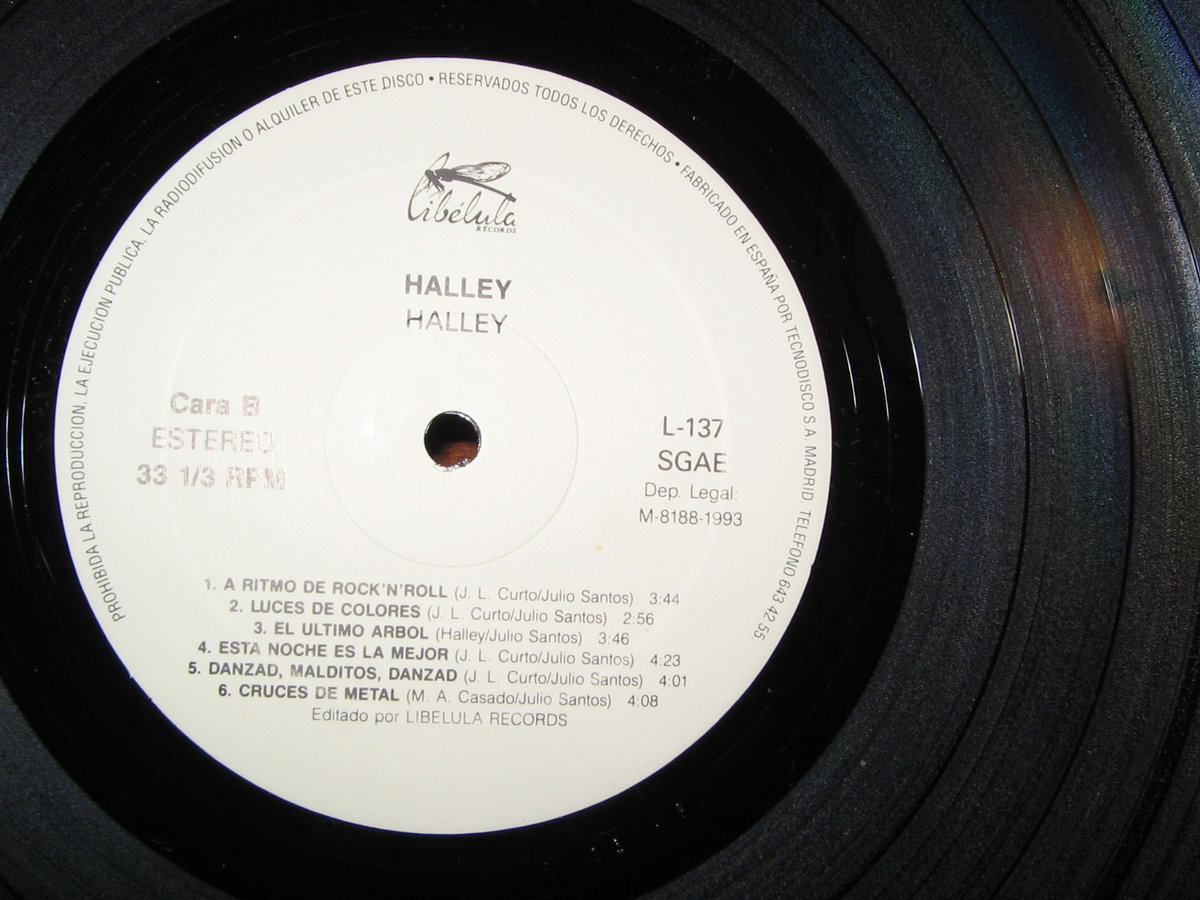 PROHIBIDA LA REPRODUCCION, LA EJECUCION PUBLICA, LA RADIODIFUSION O ALQUILER DE ESTE DISCO • RESERVADOS TODOS LOS DERECHOS • FABRICADO EN ESPAÑA POR TECNODISCO S.A. MADRID. TELEFONO 643 42 55.
libélula
RECORDS
HALLEY
HALLEY
Cara B
ESTEREO
33 1/3 RPM
L-137
SGAE
Dep. Legal:
M-8188-1993
1. A RITMO DE ROCK'N'ROLL (J. L. Curto/Julio Santos) 3:44
2. LUCES DE COLORES (J. L. Curto/Julio Santos) 2:56
3. EL ULTIMO ARBOL (Halley/Julio Santos) 3:46
4. ESTA NOCHE ES LA MEJOR (J. L. Curto/Julio Santos) 4:23
5. DANZAD, MALDITOS, DANZAD (J. L. Curto/Julio Santos) 4:01
6. CRUCES DE METAL (M. A. Casado/Julio Santos) 4:08
Editado por LIBELULA RECORDS